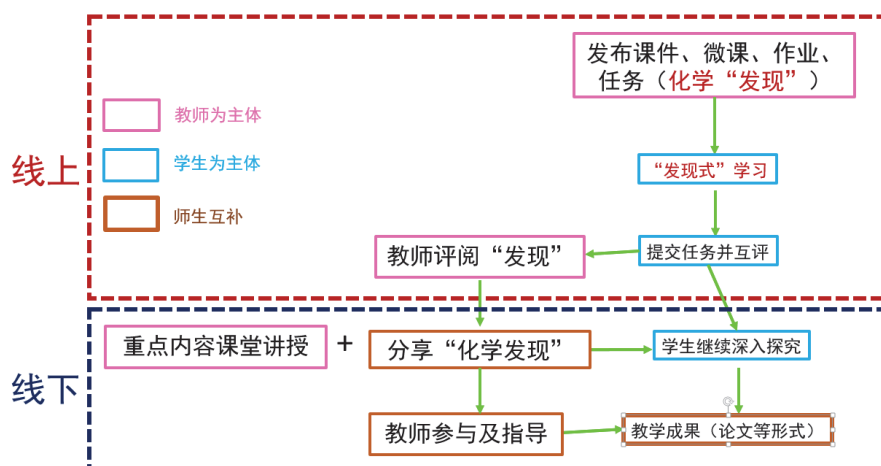 发布课件、微课、作业、
任务（化学“发现”）
教师为主体
线上
学生为主体
“发现式”学习
师生互补
教师评阅“发现”
提交任务并互评
重点内容课堂讲授
+
分享“化学发现”
学生继续深入探究
线下
教师参与及指导
教学成果（论文等形式）